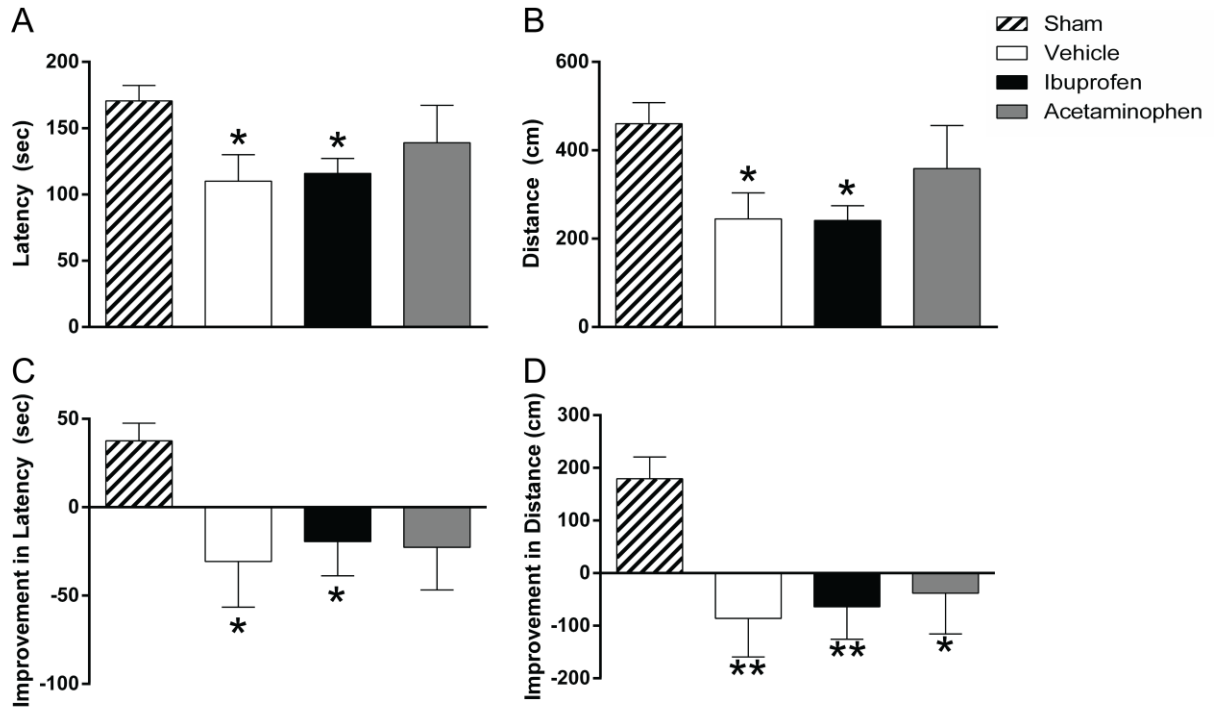 A
Latency (sec)
200
150
100
50
0
*
*
B
Distance (cm)
600
400
200
0
*
*
Sham
Vehicle
Ibuprofen
Acetaminophen
C
Improvement in Latency (sec)
50
0
-50
-100
*
*
D
Improvement in Distance (cm)
300
200
100
0
-100
-200
**
**
*